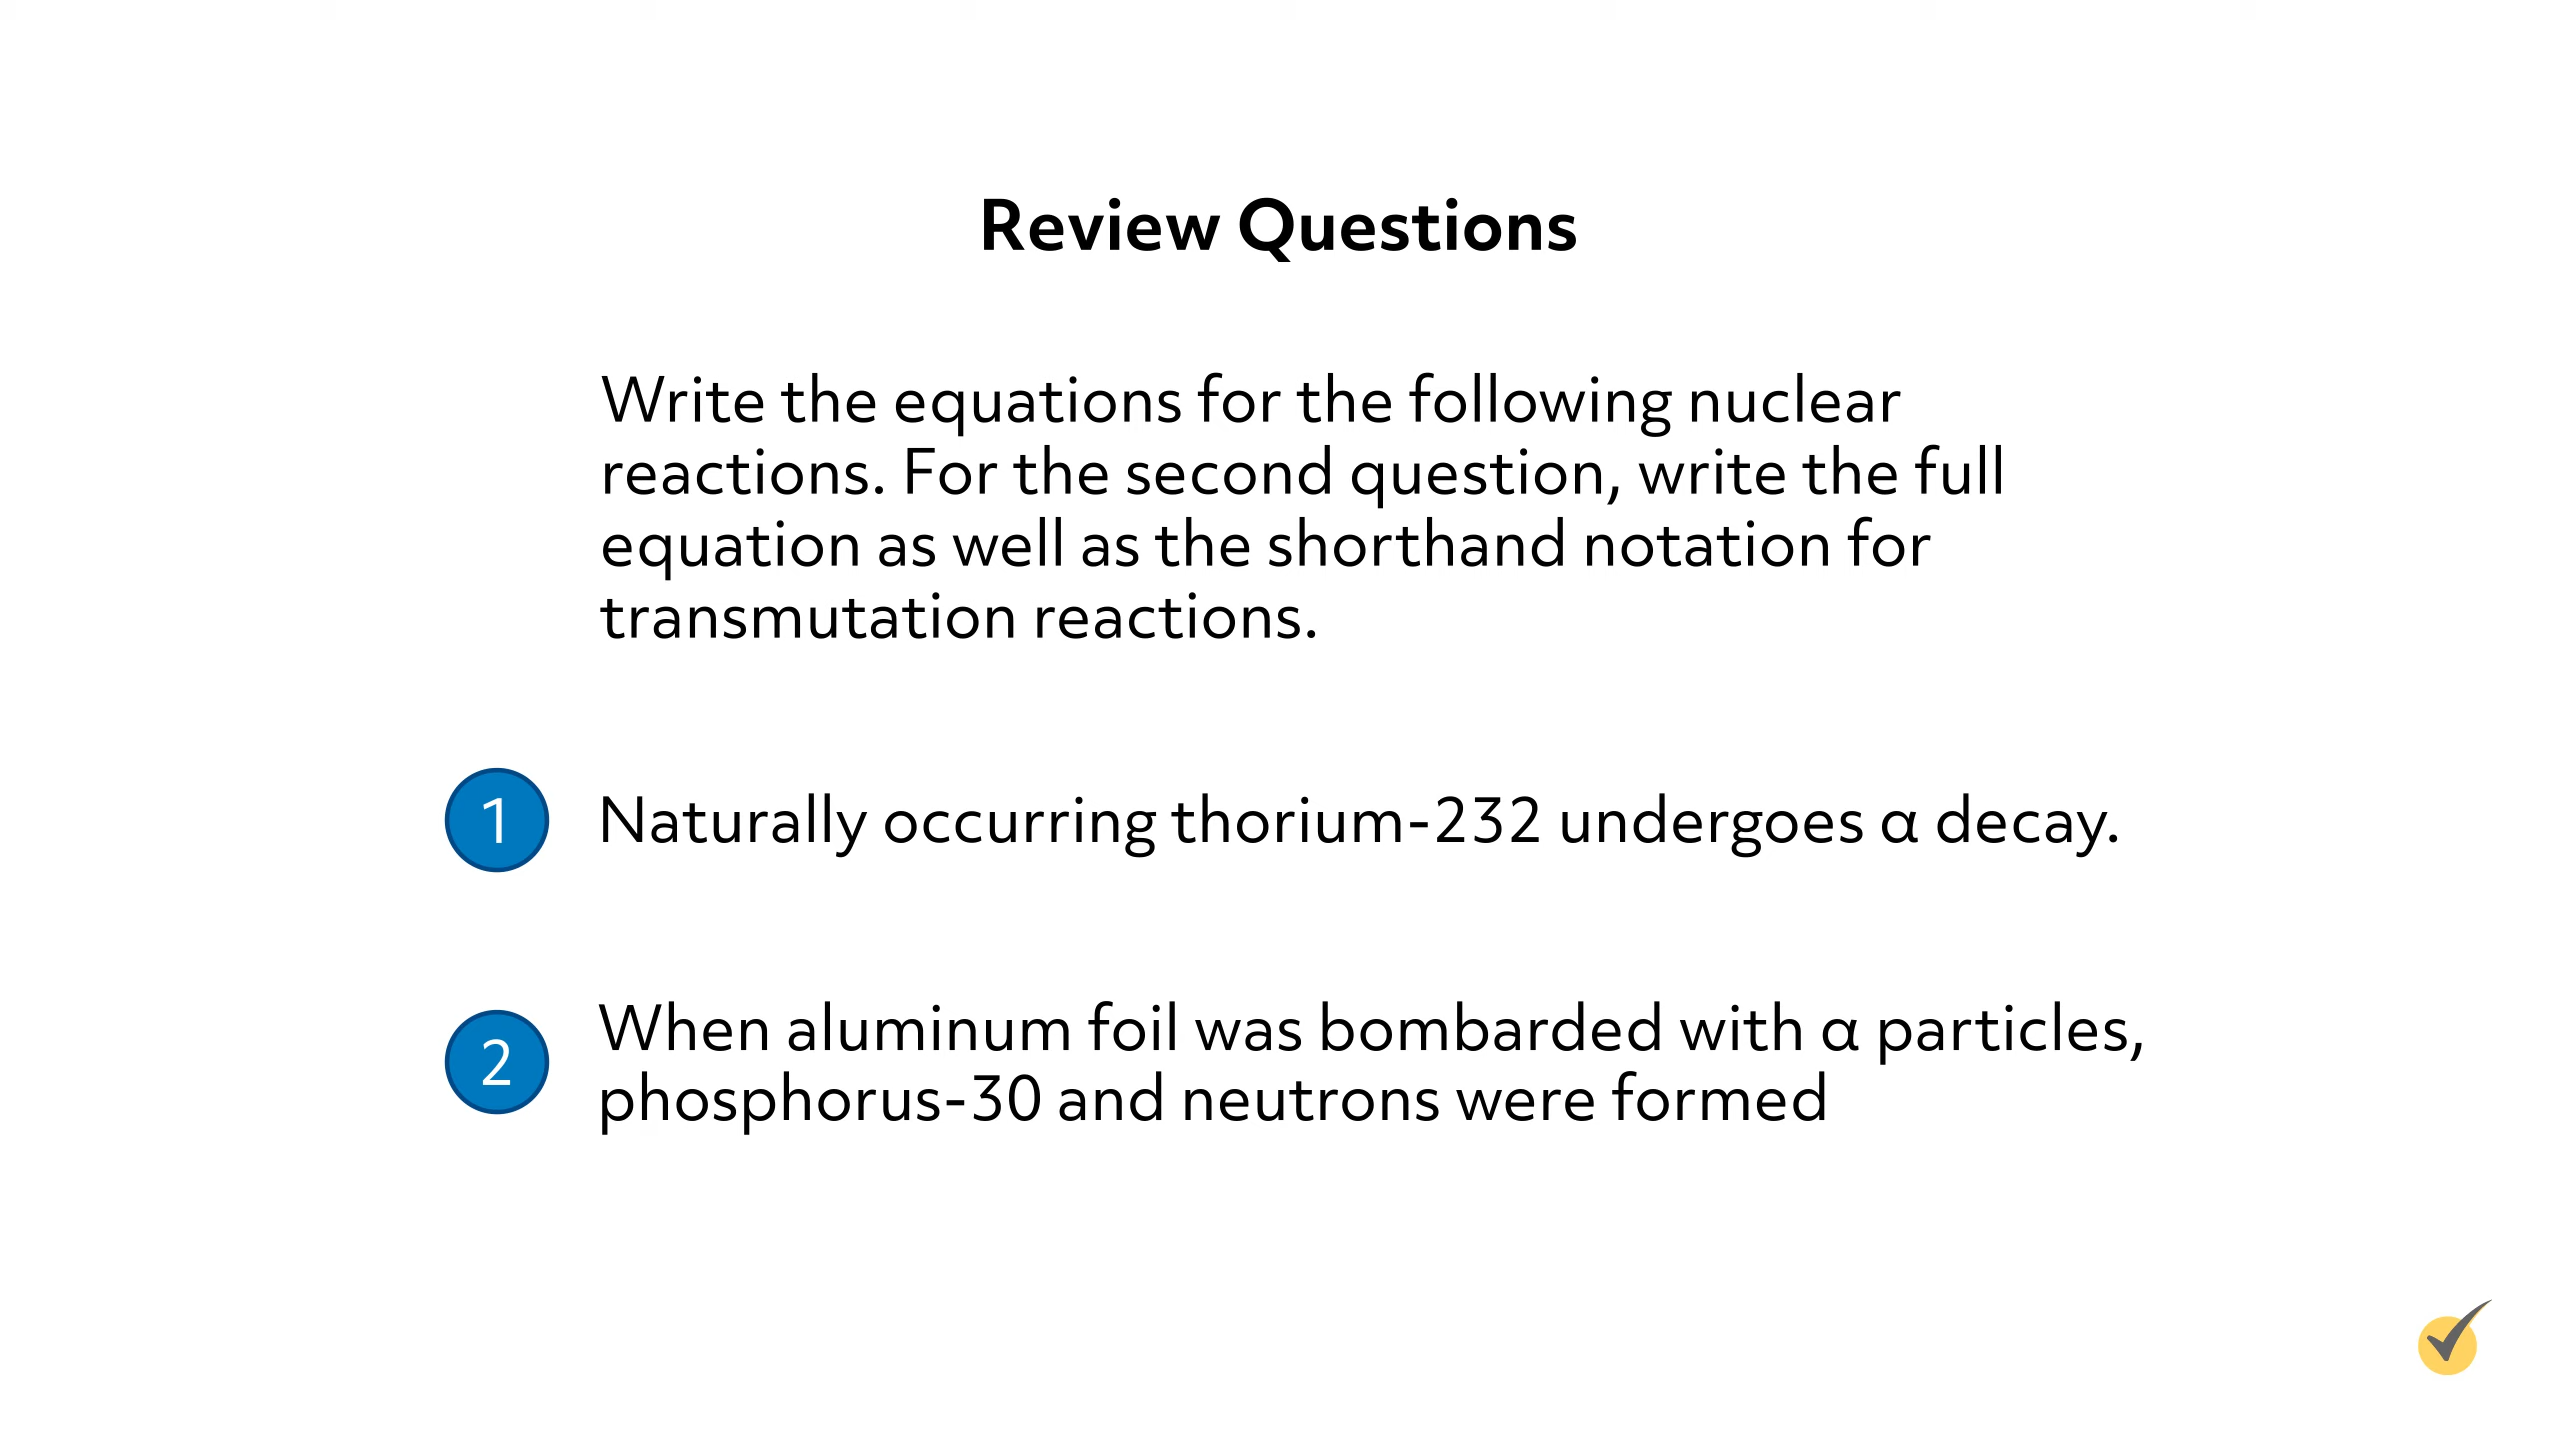 Review Questions
Write the equations for the following nuclear
reactions. For the second question, write the full
equation as well as the shorthand notation for
transmutation reactions.
1 Naturally occurring thorium-232 undergoes α decay.
2 When aluminum foil was bombarded with α particles,
phosphorus-30 and neutrons were formed